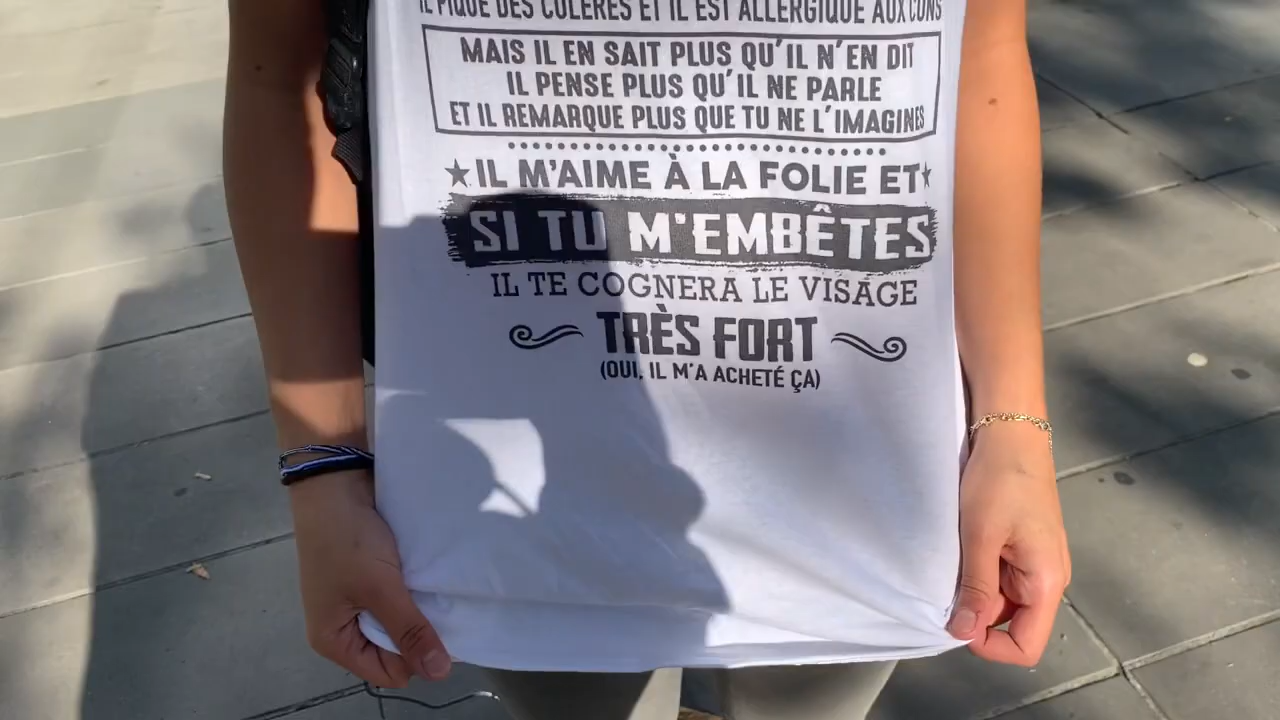 IL PIQUE DES COLÈRES ET IL EST ALLERGIQUE AUX CONS
MAIS IL EN SAIT PLUS QU'IL N'EN DIT
IL PENSE PLUS QU'IL NE PARLE
ET IL REMARQUE PLUS QUE TU NE L'IMAGINES
IL M'AIME À LA FOLIE ET
SI TU M'EMBÊTES
IL TE COGNERA LE VISAGE
TRÈS FORT
(OUI, IL M'A ACHETÉ ÇA)